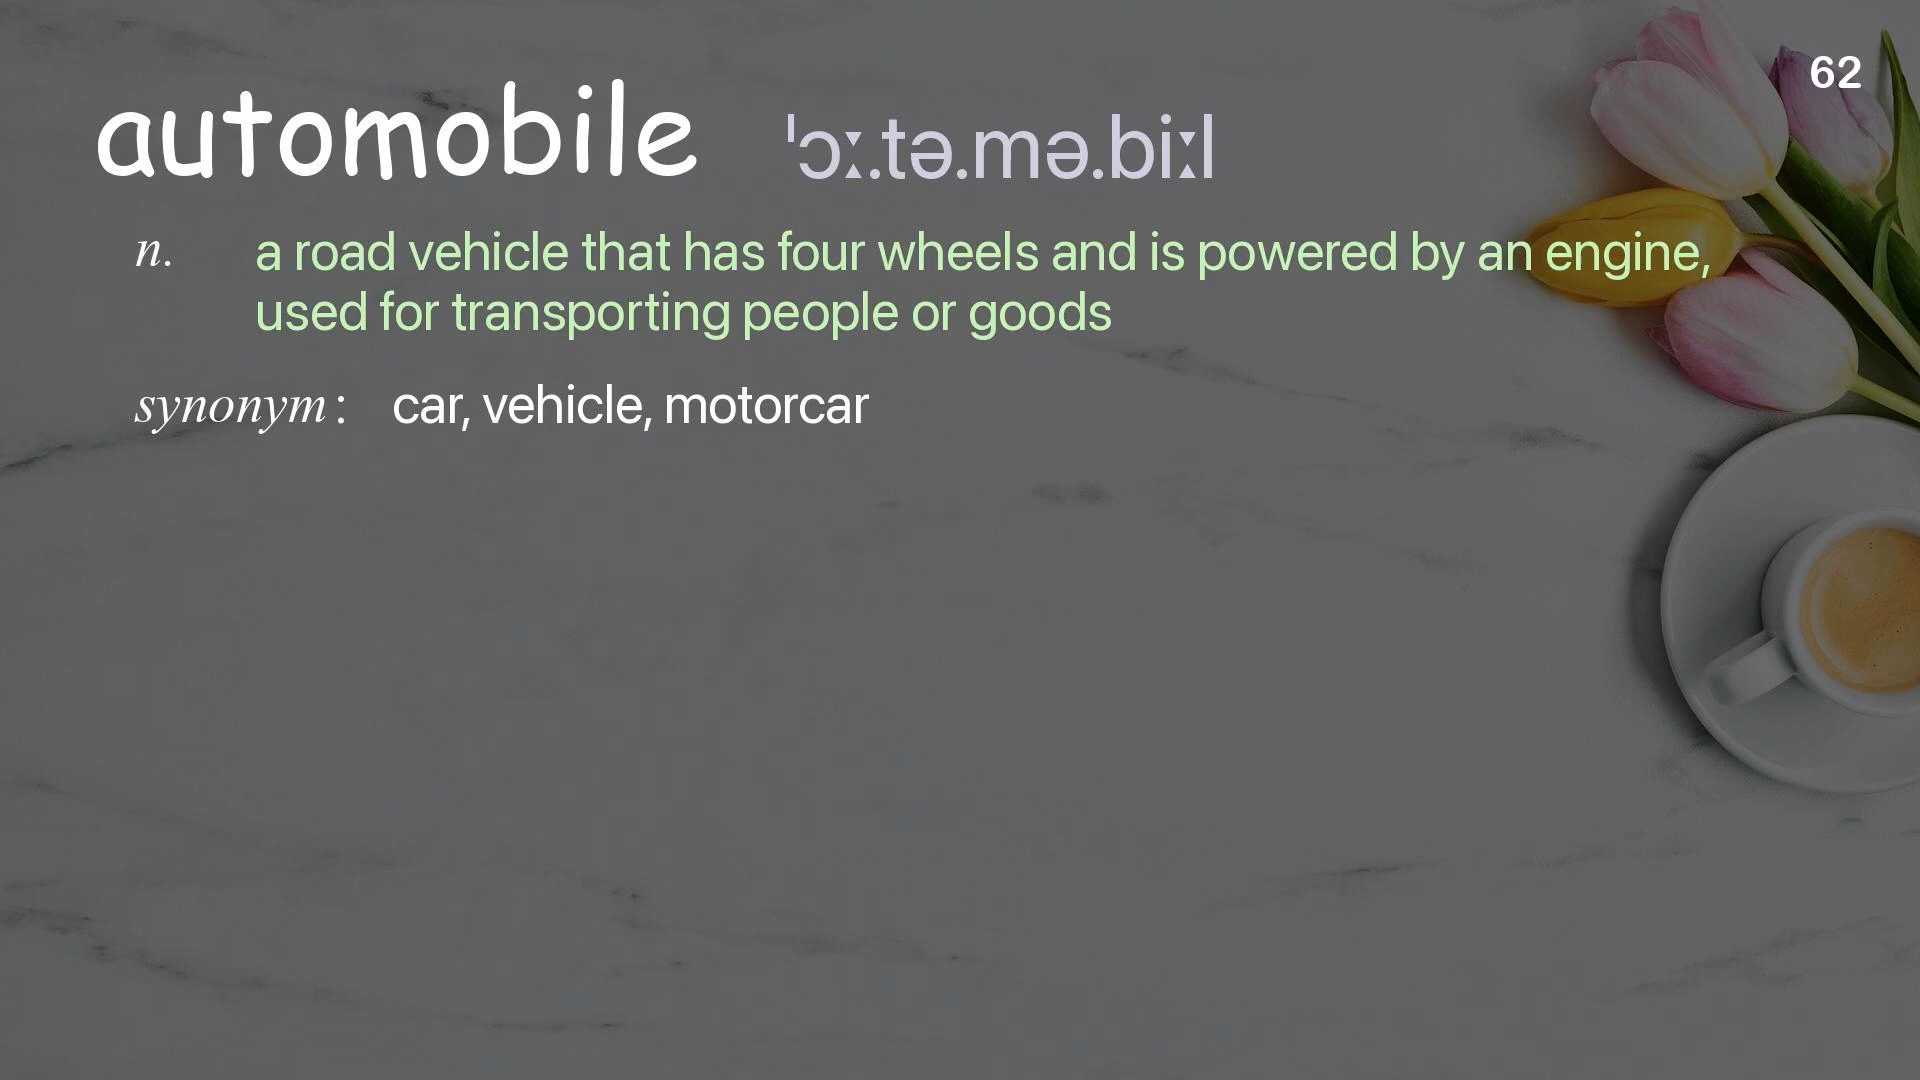 62
automobile ˈɔː.tə.mə.biːl
n. a road vehicle that has four wheels and is powered by an engine,
used for transporting people or goods
synonym: car, vehicle, motorcar